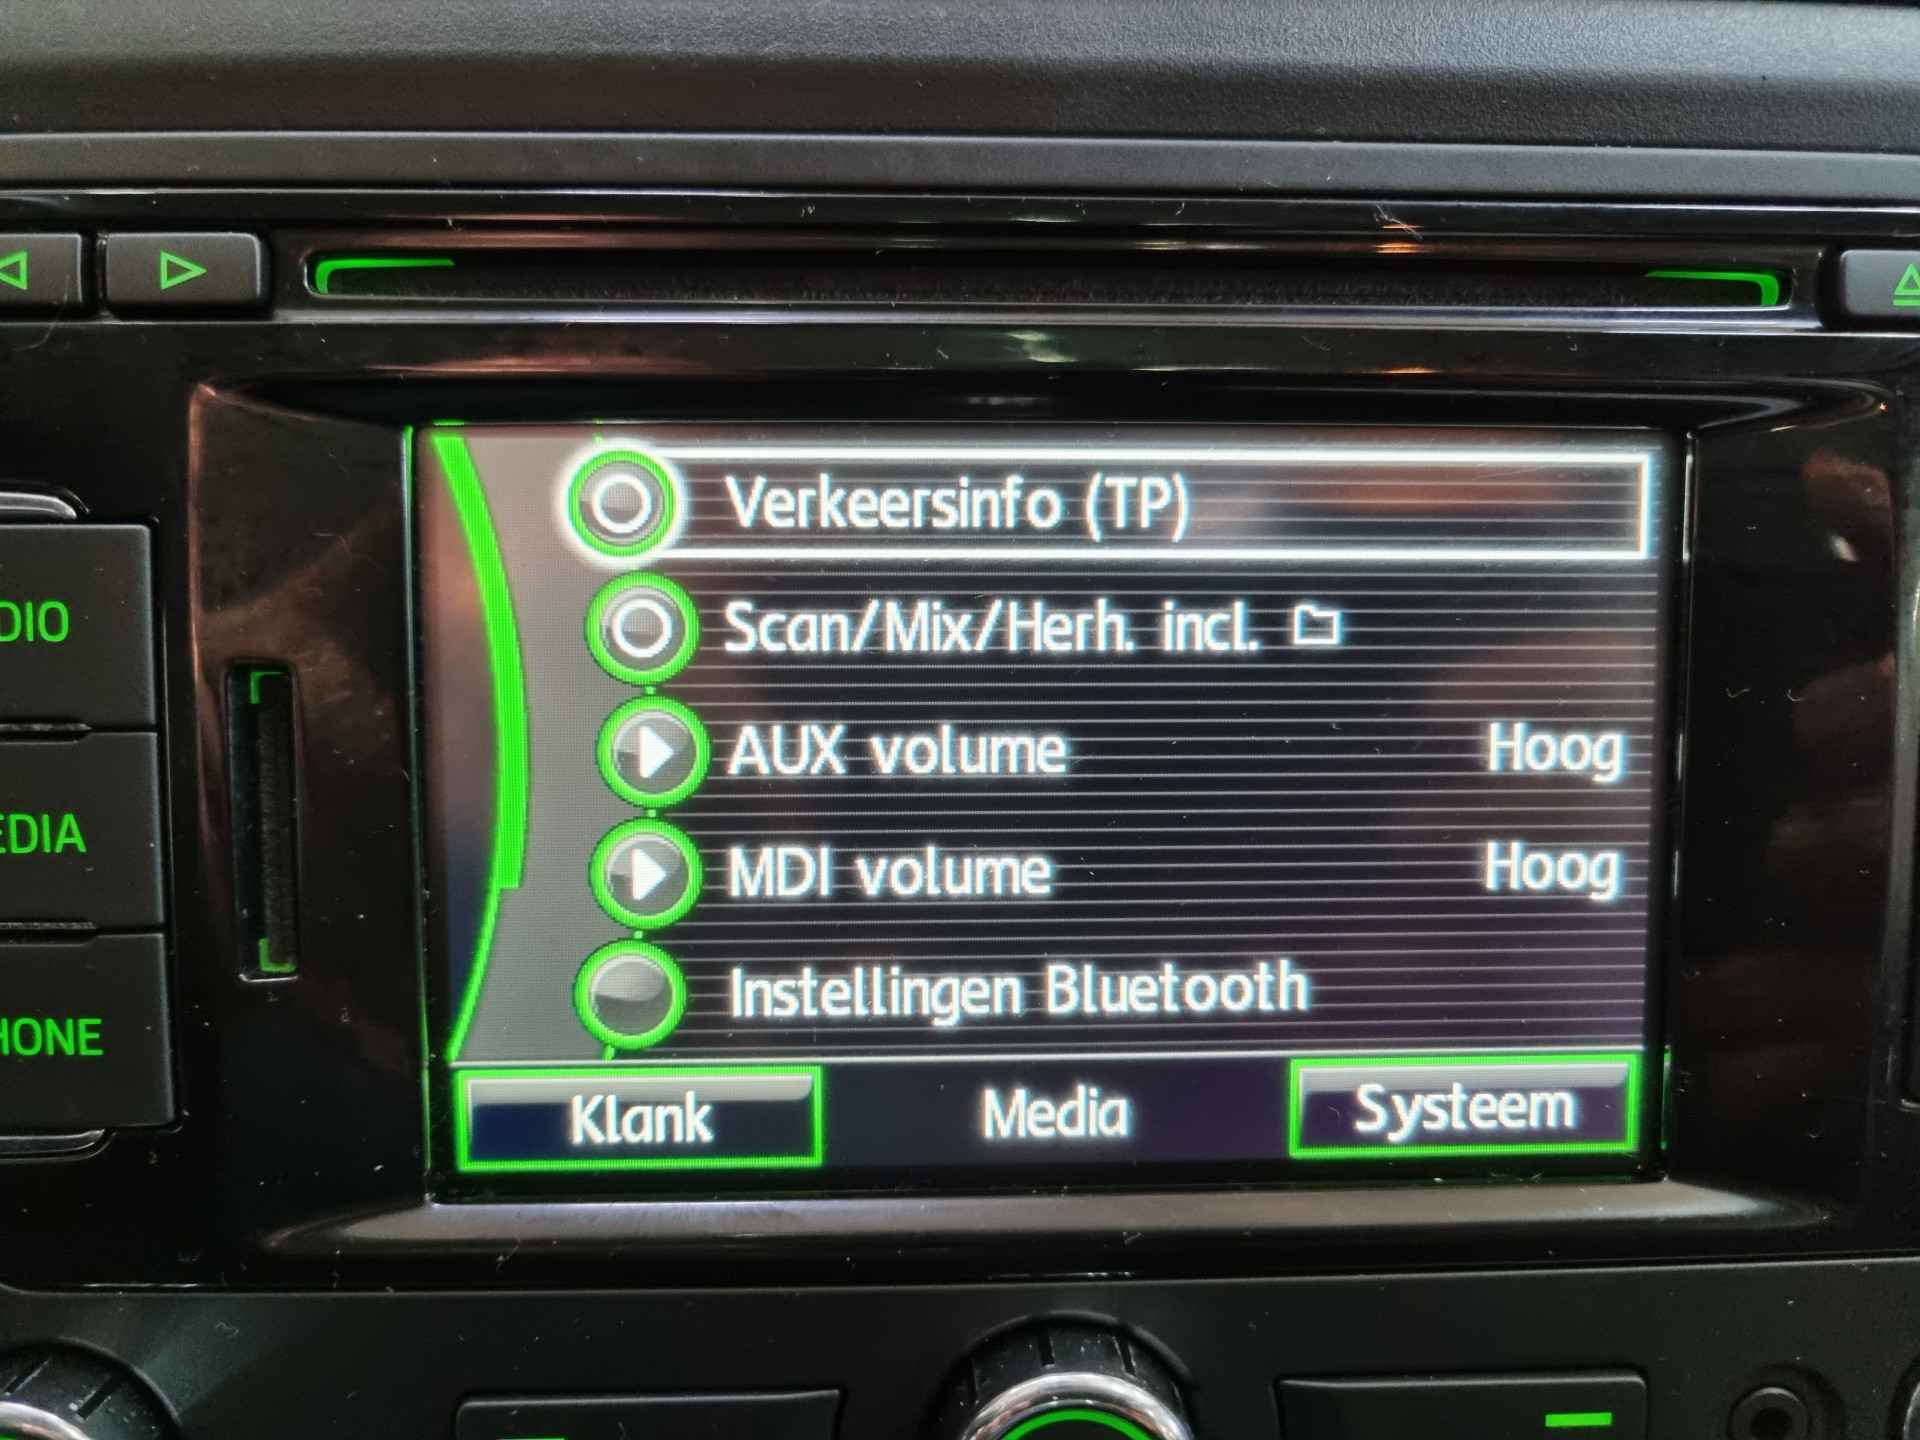 Verkeersinfo (TP)
Scan/Mix/Herh. incl.
AUX volume Hoog
MDI volume Hoog
Instellingen Bluetooth
Klank Media Systeem
DIO
EDIA
HONE